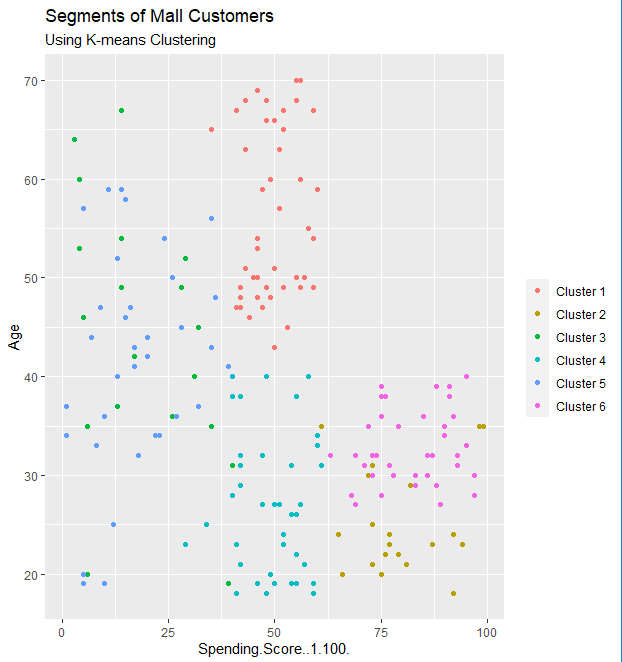 Segments of Mall Customers
Using K-means Clustering
70
60
50
40
30
20
Age
0 25 50 75 100
Spending.Score..1.100.
Cluster 1
Cluster 2
Cluster 3
Cluster 4
Cluster 5
Cluster 6